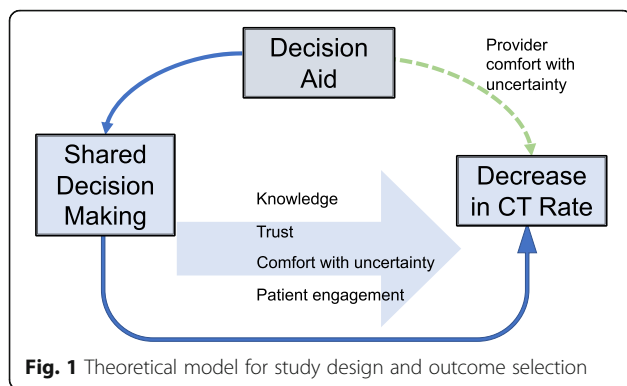 Decision
Aid
Provider
comfort with
uncertainty
Shared
Decision
Making
Knowledge
Trust
Comfort with uncertainty
Patient engagement
Decrease
in CT Rate
Fig. 1 Theoretical model for study design and outcome selection